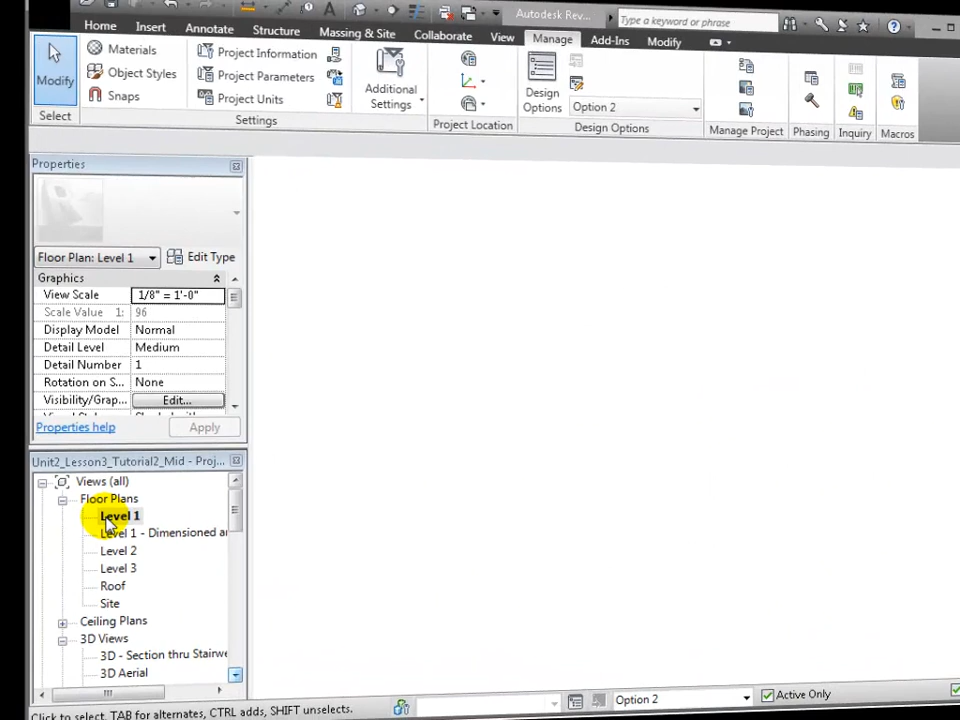 Autodesk Rev...
Type a keyword or phrase
Home Insert Annotate Structure Massing & Site Collaborate View Manage Add-Ins Modify
Modify
Select
Materials
Object Styles
Snaps
Project Information
Project Parameters
Project Units
Additional
Settings
Settings
Project Location
Design
Options
Option 2
Design Options
Manage Project
Phasing
Inquiry
Macros
Properties
Floor Plan: Level 1
Edit Type
Graphics
View Scale 1/8" = 1'-0"
Scale Value 1: 96
Display Model Normal
Detail Level Medium
Detail Number 1
Rotation on S... None
Visibility/Grap... Edit...
Properties help
Apply
Unit2_Lesson3_Tutorial2_Mid - Proj...
Views (all)
Floor Plans
Level 1
Level 1 - Dimensioned
Level 2
Level 3
Roof
Site
Ceiling Plans
3D Views
3D - Section thru Stairwe
3D Aerial
Click to select, TAB for alternates, CTRL adds, SHIFT unselects.
Option 2
Active Only